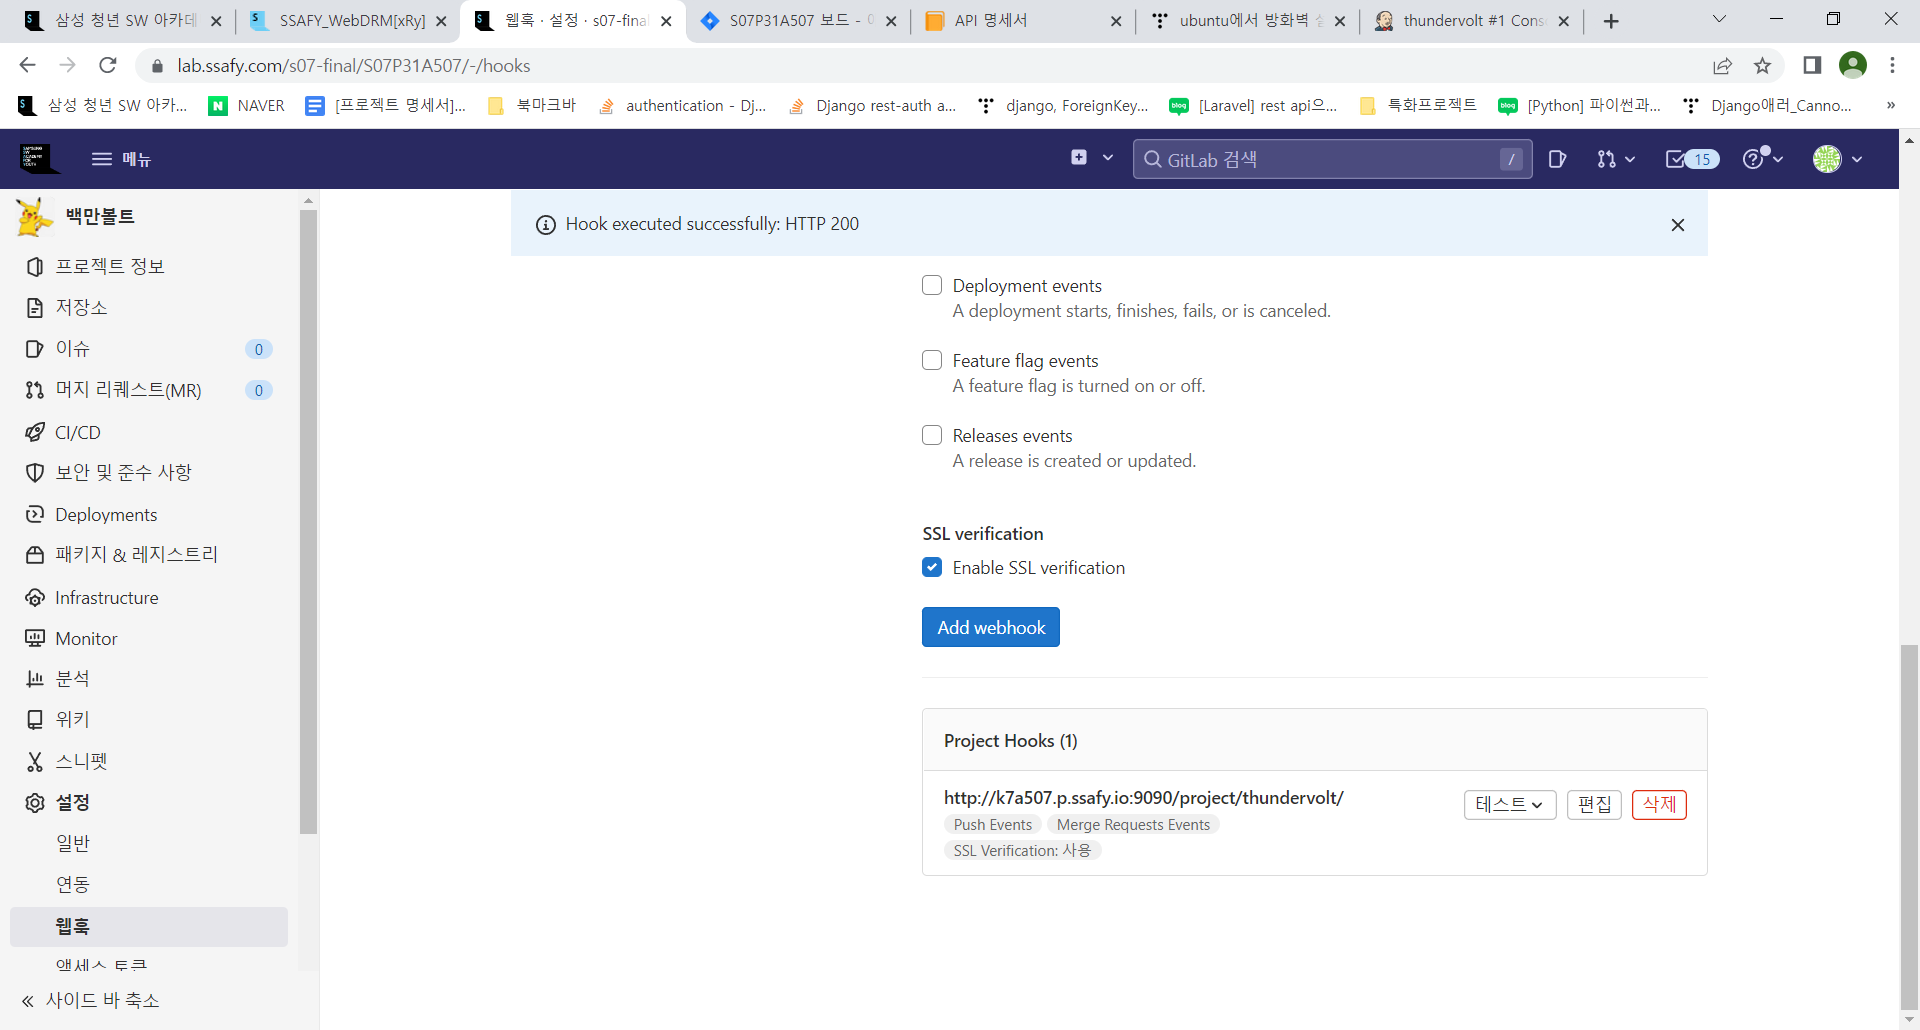 삼성 청년 SW 아카데
SSAFY_WebDRM[xRy]
웹훅 · 설정 · s07-final
S07P31A507 보드 -
API 명세서
ubuntu에서 방화벽
thundervolt #1 Cons
lab.ssafy.com/s07-final/S07P31A507/-/hooks
삼성 청년 SW 아카...
NAVER
[프로젝트 명세서]...
북마크바
authentication - Dj...
Django rest-auth a...
django, ForeignKey...
[Laravel] rest api으...
특화프로젝트
[Python] 파이썬과...
Django애러_Canno...
»
메뉴
GitLab 검색
/
15
백만볼트
프로젝트 정보
저장소
이슈
0
머지 리퀘스트(MR)
0
CI/CD
보안 및 준수 사항
Deployments
패키지 & 레지스트리
Infrastructure
Monitor
분석
위키
스니펫
설정
일반
연동
웹훅
액세스 토큰
사이드 바 축소
Hook executed successfully: HTTP 200
Deployment events
A deployment starts, finishes, fails, or is canceled.
Feature flag events
A feature flag is turned on or off.
Releases events
A release is created or updated.
SSL verification
Enable SSL verification
Add webhook
Project Hooks (1)
http://k7a507.p.ssafy.io:9090/project/thundervolt/
테스트
편집
삭제
Push Events
Merge Requests Events
SSL Verification: 사용